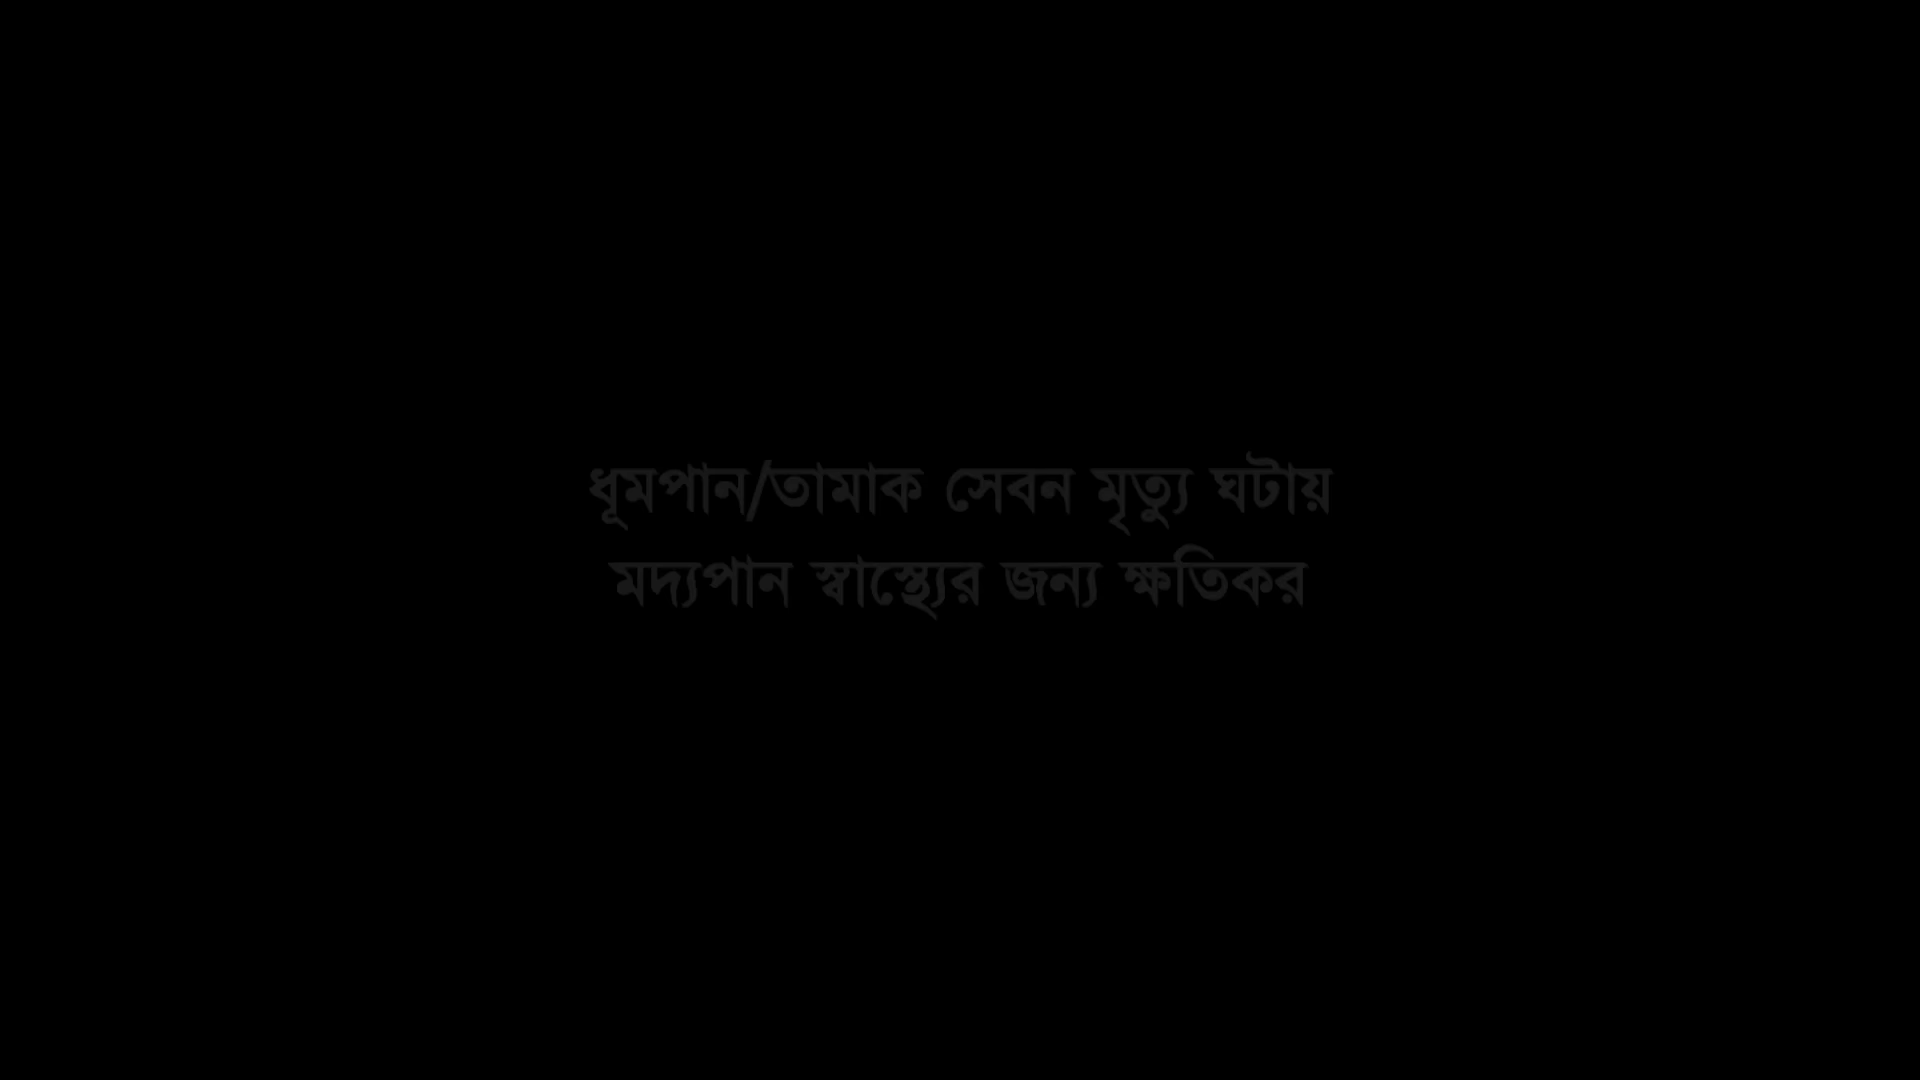 ধূমপান/তামাক সেবন মৃত্যু ঘটায়
মদ্যপান স্বাস্থ্যের জন্য ক্ষতিকর